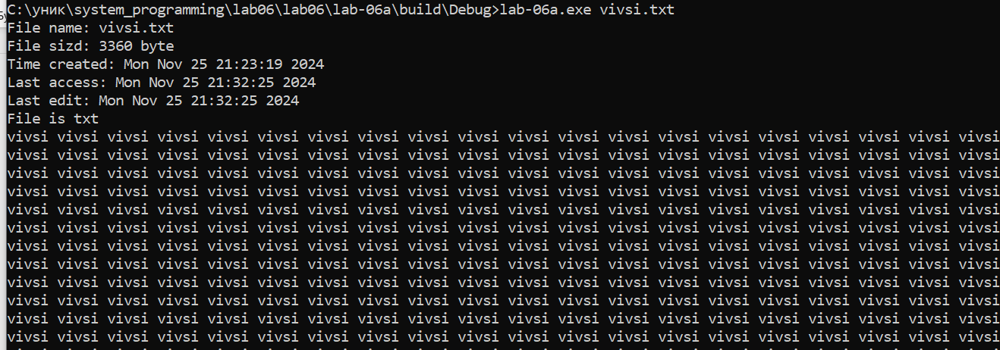 C:\уник\system_programming\lab06\lab06\lab-06a\build\Debug>lab-06a.exe vivsi.txt
File name: vivsi.txt
File sizd: 3360 byte
Time created: Mon Nov 25 21:23:19 2024
Last access: Mon Nov 25 21:32:25 2024
Last edit: Mon Nov 25 21:32:25 2024
File is txt
vivsi vivsi vivsi vivsi vivsi vivsi vivsi vivsi vivsi vivsi vivsi vivsi vivsi vivsi vivsi vivsi vivsi vivsi vivsi vivsi
vivsi vivsi vivsi vivsi vivsi vivsi vivsi vivsi vivsi vivsi vivsi vivsi vivsi vivsi vivsi vivsi vivsi vivsi vivsi vivsi
vivsi vivsi vivsi vivsi vivsi vivsi vivsi vivsi vivsi vivsi vivsi vivsi vivsi vivsi vivsi vivsi vivsi vivsi vivsi vivsi
vivsi vivsi vivsi vivsi vivsi vivsi vivsi vivsi vivsi vivsi vivsi vivsi vivsi vivsi vivsi vivsi vivsi vivsi vivsi vivsi
vivsi vivsi vivsi vivsi vivsi vivsi vivsi vivsi vivsi vivsi vivsi vivsi vivsi vivsi vivsi vivsi vivsi vivsi vivsi vivsi
vivsi vivsi vivsi vivsi vivsi vivsi vivsi vivsi vivsi vivsi vivsi vivsi vivsi vivsi vivsi vivsi vivsi vivsi vivsi vivsi
vivsi vivsi vivsi vivsi vivsi vivsi vivsi vivsi vivsi vivsi vivsi vivsi vivsi vivsi vivsi vivsi vivsi vivsi vivsi vivsi
vivsi vivsi vivsi vivsi vivsi vivsi vivsi vivsi vivsi vivsi vivsi vivsi vivsi vivsi vivsi vivsi vivsi vivsi vivsi vivsi
vivsi vivsi vivsi vivsi vivsi vivsi vivsi vivsi vivsi vivsi vivsi vivsi vivsi vivsi vivsi vivsi vivsi vivsi vivsi vivsi
vivsi vivsi vivsi vivsi vivsi vivsi vivsi vivsi vivsi vivsi vivsi vivsi vivsi vivsi vivsi vivsi vivsi vivsi vivsi vivsi
vivsi vivsi vivsi vivsi vivsi vivsi vivsi vivsi vivsi vivsi vivsi vivsi vivsi vivsi vivsi vivsi vivsi vivsi vivsi vivsi
vivsi vivsi vivsi vivsi vivsi vivsi vivsi vivsi vivsi vivsi vivsi vivsi vivsi vivsi vivsi vivsi vivsi vivsi vivsi vivsi